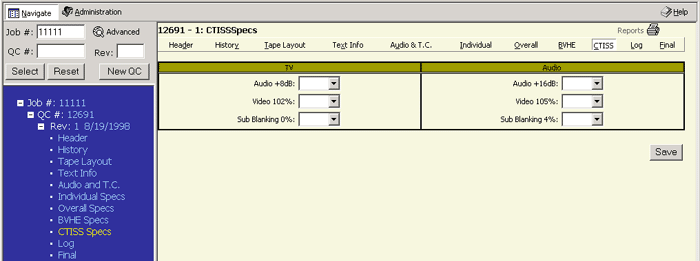 Navigate Administration Help
Job #: 11111 Advanced
QC #: Rev:
Select Reset New QC
Job #: 11111
QC #: 12691
Rev: 1 8/19/1998
Header
History
Tape Layout
Text Info
Audio and T.C.
Individual Specs
Overall Specs
BVHE Specs
CTISS Specs
Log
Final
12691 - 1: CTISSSpecs Reports
Header History Tape Layout Text Info Audio & T.C. Individual Overall BVHE CTISS Log Final
TV Audio
Audio +8dB: Audio +16dB:
Video 102%: Video 105%:
Sub Blanking 0%: Sub Blanking 4%:
Save